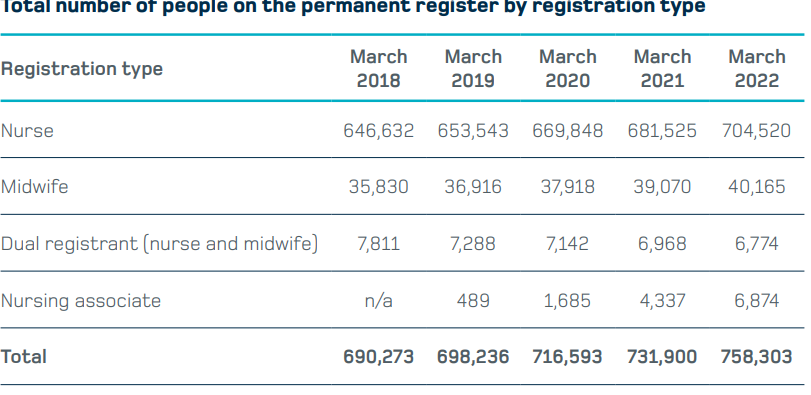 Total number of people on the permanent register by registration type
Registration type March 2018 March 2019 March 2020 March 2021 March 2022
Nurse 646,632 653,543 669,848 681,525 704,520
Midwife 35,830 36,916 37,918 39,070 40,165
Dual registrant (nurse and midwife) 7,811 7,288 7,142 6,968 6,774
Nursing associate n/a 489 1,685 4,337 6,874
Total 690,273 698,236 716,593 731,900 758,303